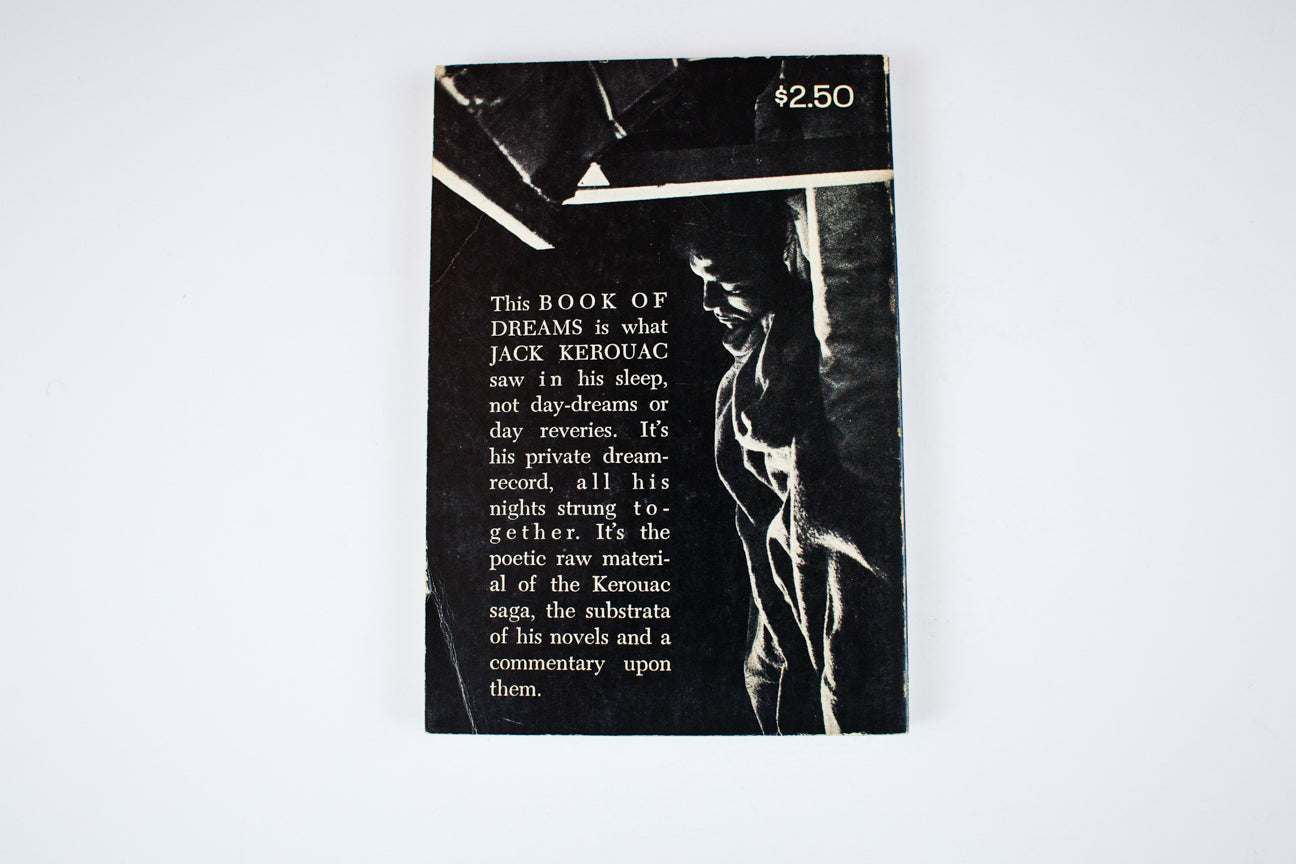 $2.50
This BOOK OF
DREAMS is what
JACK KEROUAC
saw in his sleep,
not day-dreams or
day reveries. It's
his private dream-
record, all his
nights strung to-
gether. It's the
poetic raw materi-
al of the Kerouac
saga, the substrata
of his novels and a
commentary upon
them.